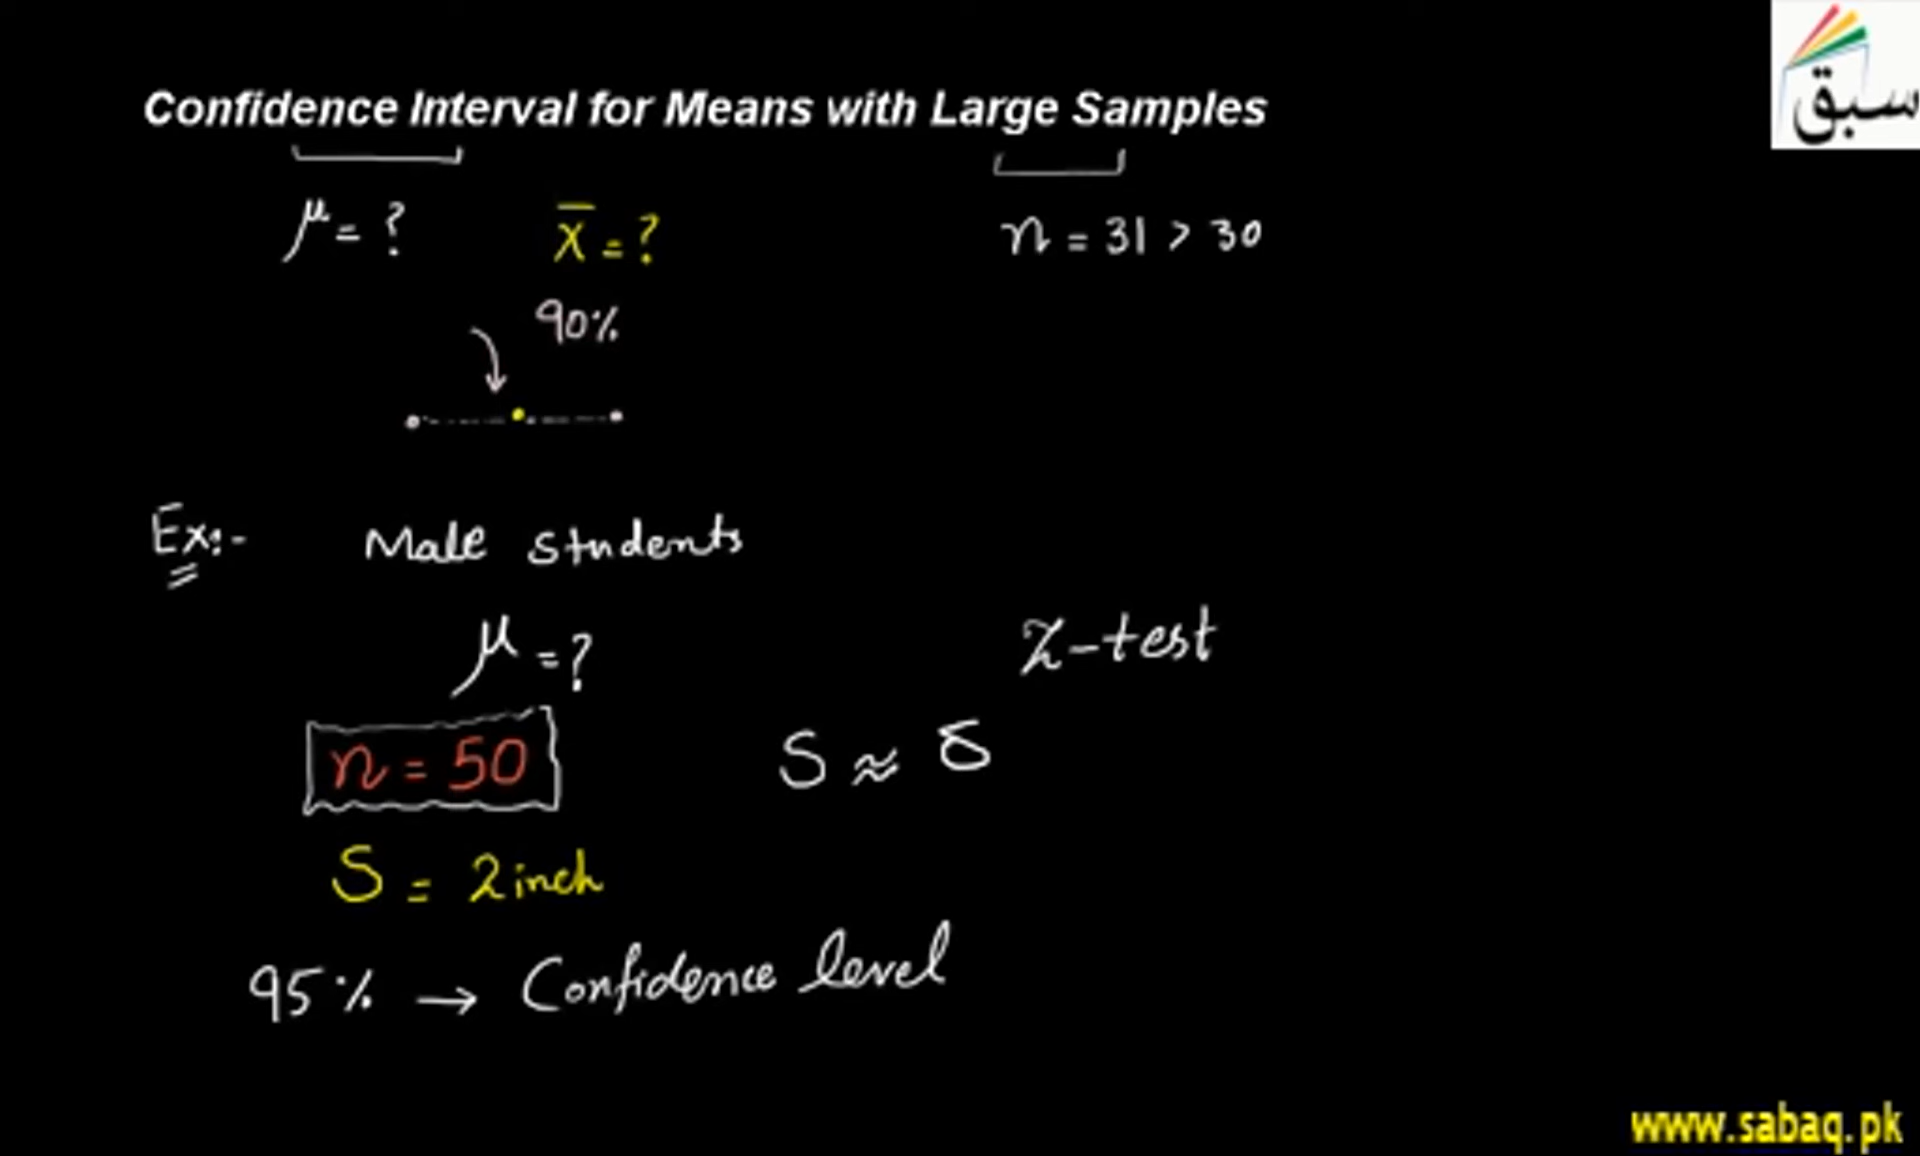 سبق
Confidence Interval for Means with Large Samples
μ = ? x̄ = ? n = 31 > 30
90%
Ex:- Male students
μ = ?
Z-test
n = 50
S ≈ δ
S = 2 inch
95% → Confidence level
www.sabaq.pk